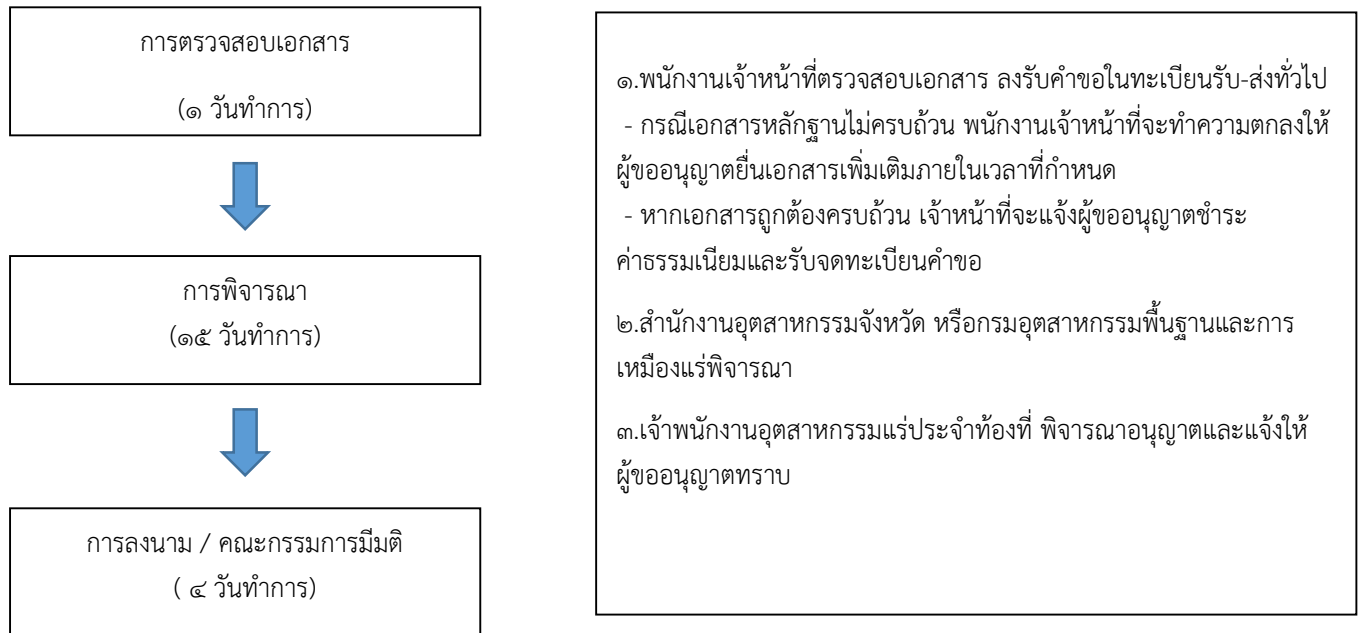 การตรวจสอบเอกสาร
(๑ วันทำการ)
การพิจารณา
(๑๕ วันทำการ)
การลงนาม / คณะกรรมการมีมติ
( ๔ วันทำการ)
๑.พนักงานเจ้าหน้าที่ตรวจสอบเอกสาร ลงรับคำขอในทะเบียนรับ-ส่งทั่วไป
- กรณีเอกสารหลักฐานไม่ครบถ้วน พนักงานเจ้าหน้าที่จะทำความตกลงให้
ผู้ขออนุญาตยื่นเอกสารเพิ่มเติมภายในเวลาที่กำหนด
- หากเอกสารถูกต้องครบถ้วน เจ้าหน้าที่จะแจ้งผู้ขออนุญาตชำระ
ค่าธรรมเนียมและรับจดทะเบียนคำขอ
๒.สำนักงานอุตสาหกรรมจังหวัด หรือกรมอุตสาหกรรมพื้นฐานและการ
เหมืองแร่พิจารณา
๓.เจ้าพนักงานอุตสาหกรรมแร่ประจำท้องที่ พิจารณาอนุญาตและแจ้งให้
ผู้ขออนุญาตทราบ